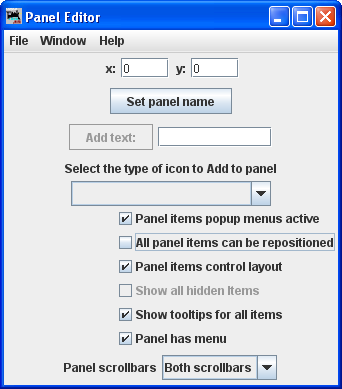 Panel Editor
File Window Help
x: 0 y: 0
Set panel name
Add text:
Select the type of icon to Add to panel
Panel items popup menus active
All panel items can be repositioned
Panel items control layout
Show all hidden Items
Show tooltips for all items
Panel has menu
Panel scrollbars Both scrollbars